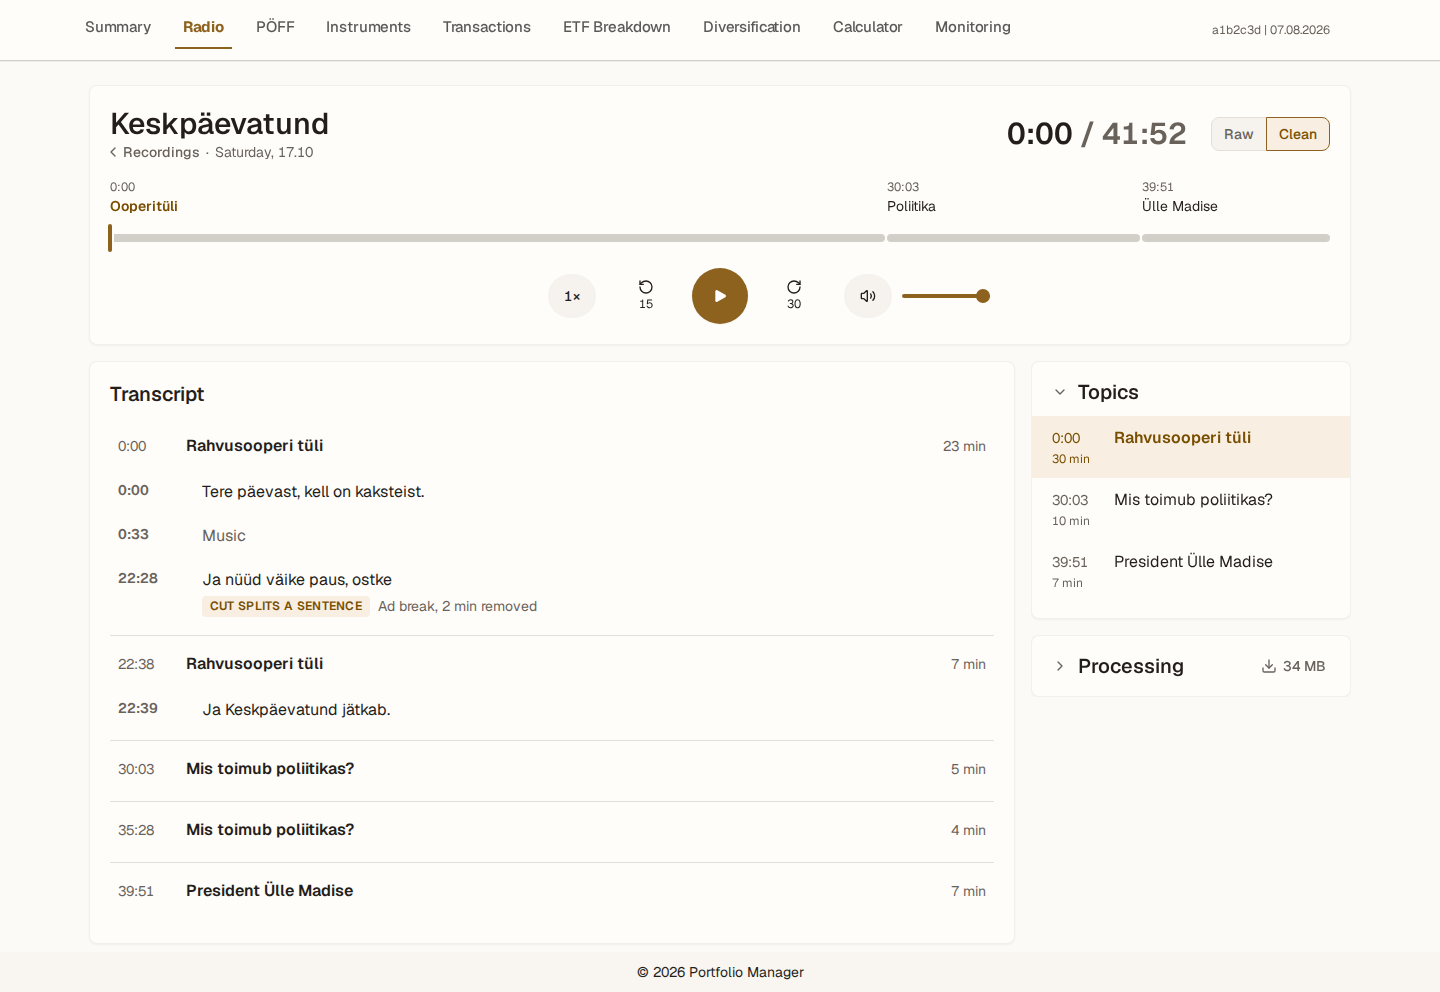 Summary Radio PÖFF Instruments Transactions ETF Breakdown Diversification Calculator Monitoring a1b2c3d | 07.08.2026
Keskpäevatund
0:00 / 41:52 Raw Clean
Recordings · Saturday, 17.10
0:00 30:03 39:51
Ooperitüli Poliitika Ülle Madise
1× 15 30
Transcript
0:00 Rahvusooperi tüli 23 min
0:00 Tere päevast, kell on kaksteist.
0:33 Music
22:28 Ja nüüd väike paus, ostke
CUT SPLITS A SENTENCE Ad break, 2 min removed
22:38 Rahvusooperi tüli 7 min
22:39 Ja Keskpäevatund jätkab.
30:03 Mis toimub poliitikas? 5 min
35:28 Mis toimub poliitikas? 4 min
39:51 President Ülle Madise 7 min
Topics
0:00 Rahvusooperi tüli
30 min
30:03 Mis toimub poliitikas?
10 min
39:51 President Ülle Madise
7 min
Processing 34 MB
© 2026 Portfolio Manager